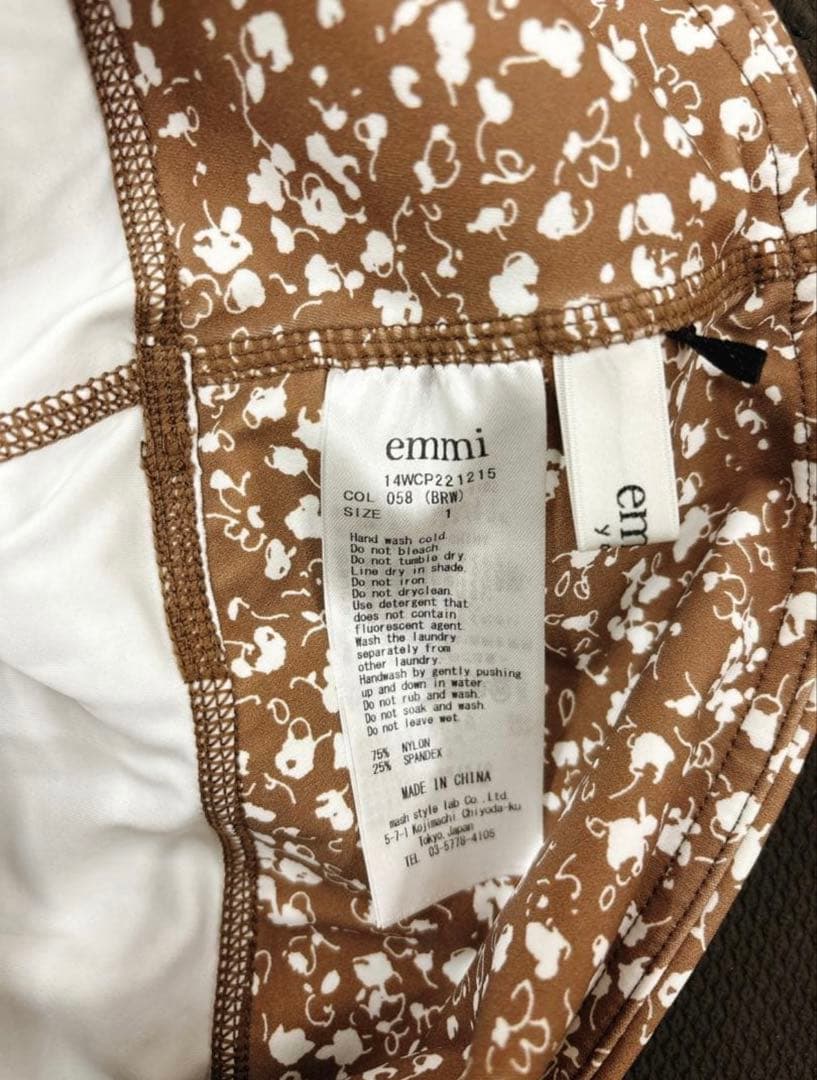 emmi
14WCP221215
COL 058 (BRW)
SIZE 1
Hand wash cold.
Do not bleach.
Do not tumble dry.
Line dry in shade.
Do not iron.
Do not dryclean.
Use detergent that
does not contain
fluorescent agent.
Wash the laundry
separately from
other laundry.
Handwash by gently pushing
up and down in water.
Do not rub and wash.
Do not soak and wash.
Do not leave wet.
75% NYLON
25% SPANDEX
MADE IN CHINA
mash style lab Co., Ltd.
5-7-1 Kojimachi Chiyoda-ku
Tokyo, Japan
TEL 03-5778-4105
em
y